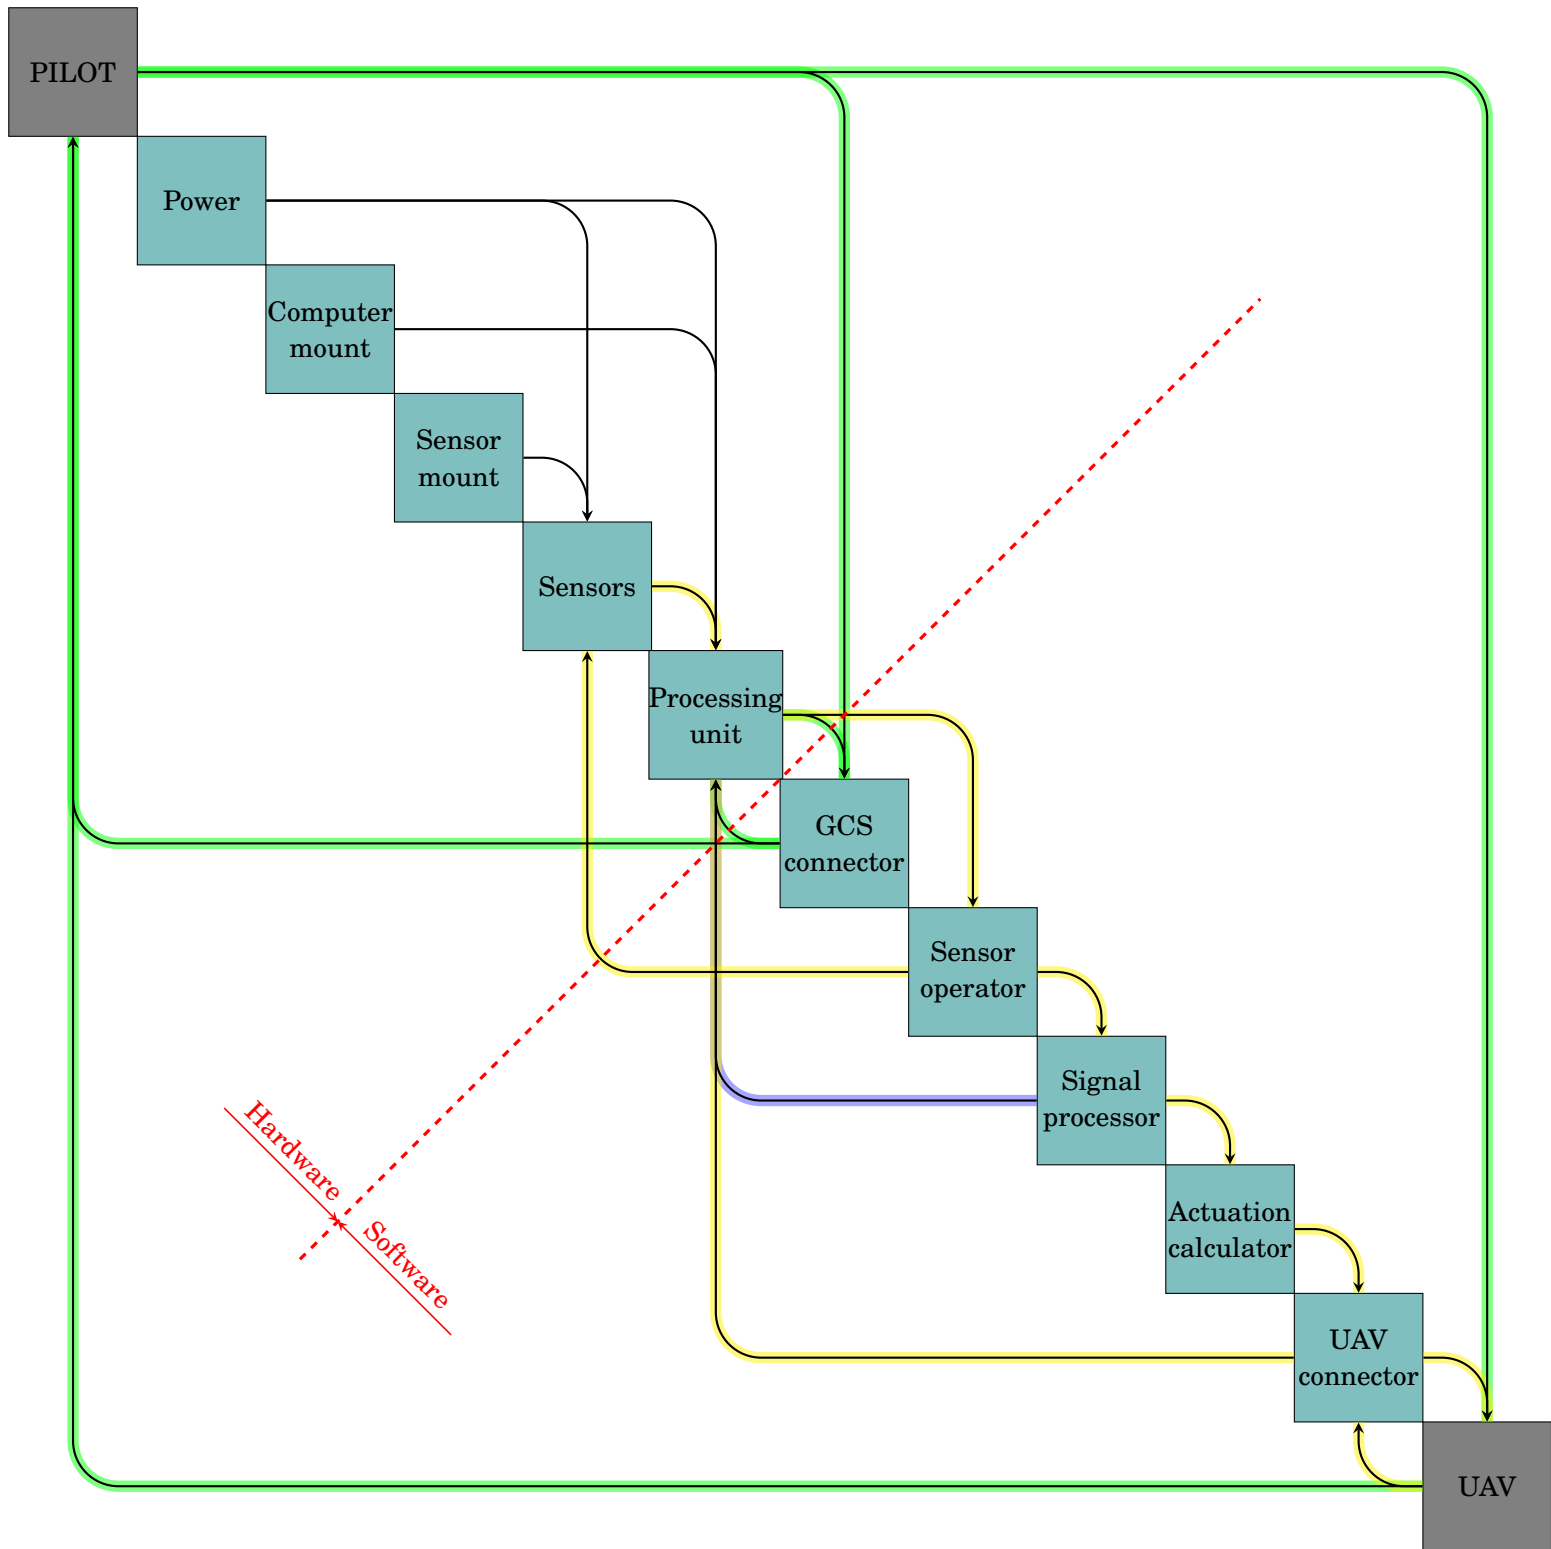 PILOT
Power
Computer
mount
Sensor
mount
Sensors
Processing
unit
GCS
connector
Sensor
operator
Signal
processor
Hardware
Software
Actuation
calculator
UAV
connector
UAV